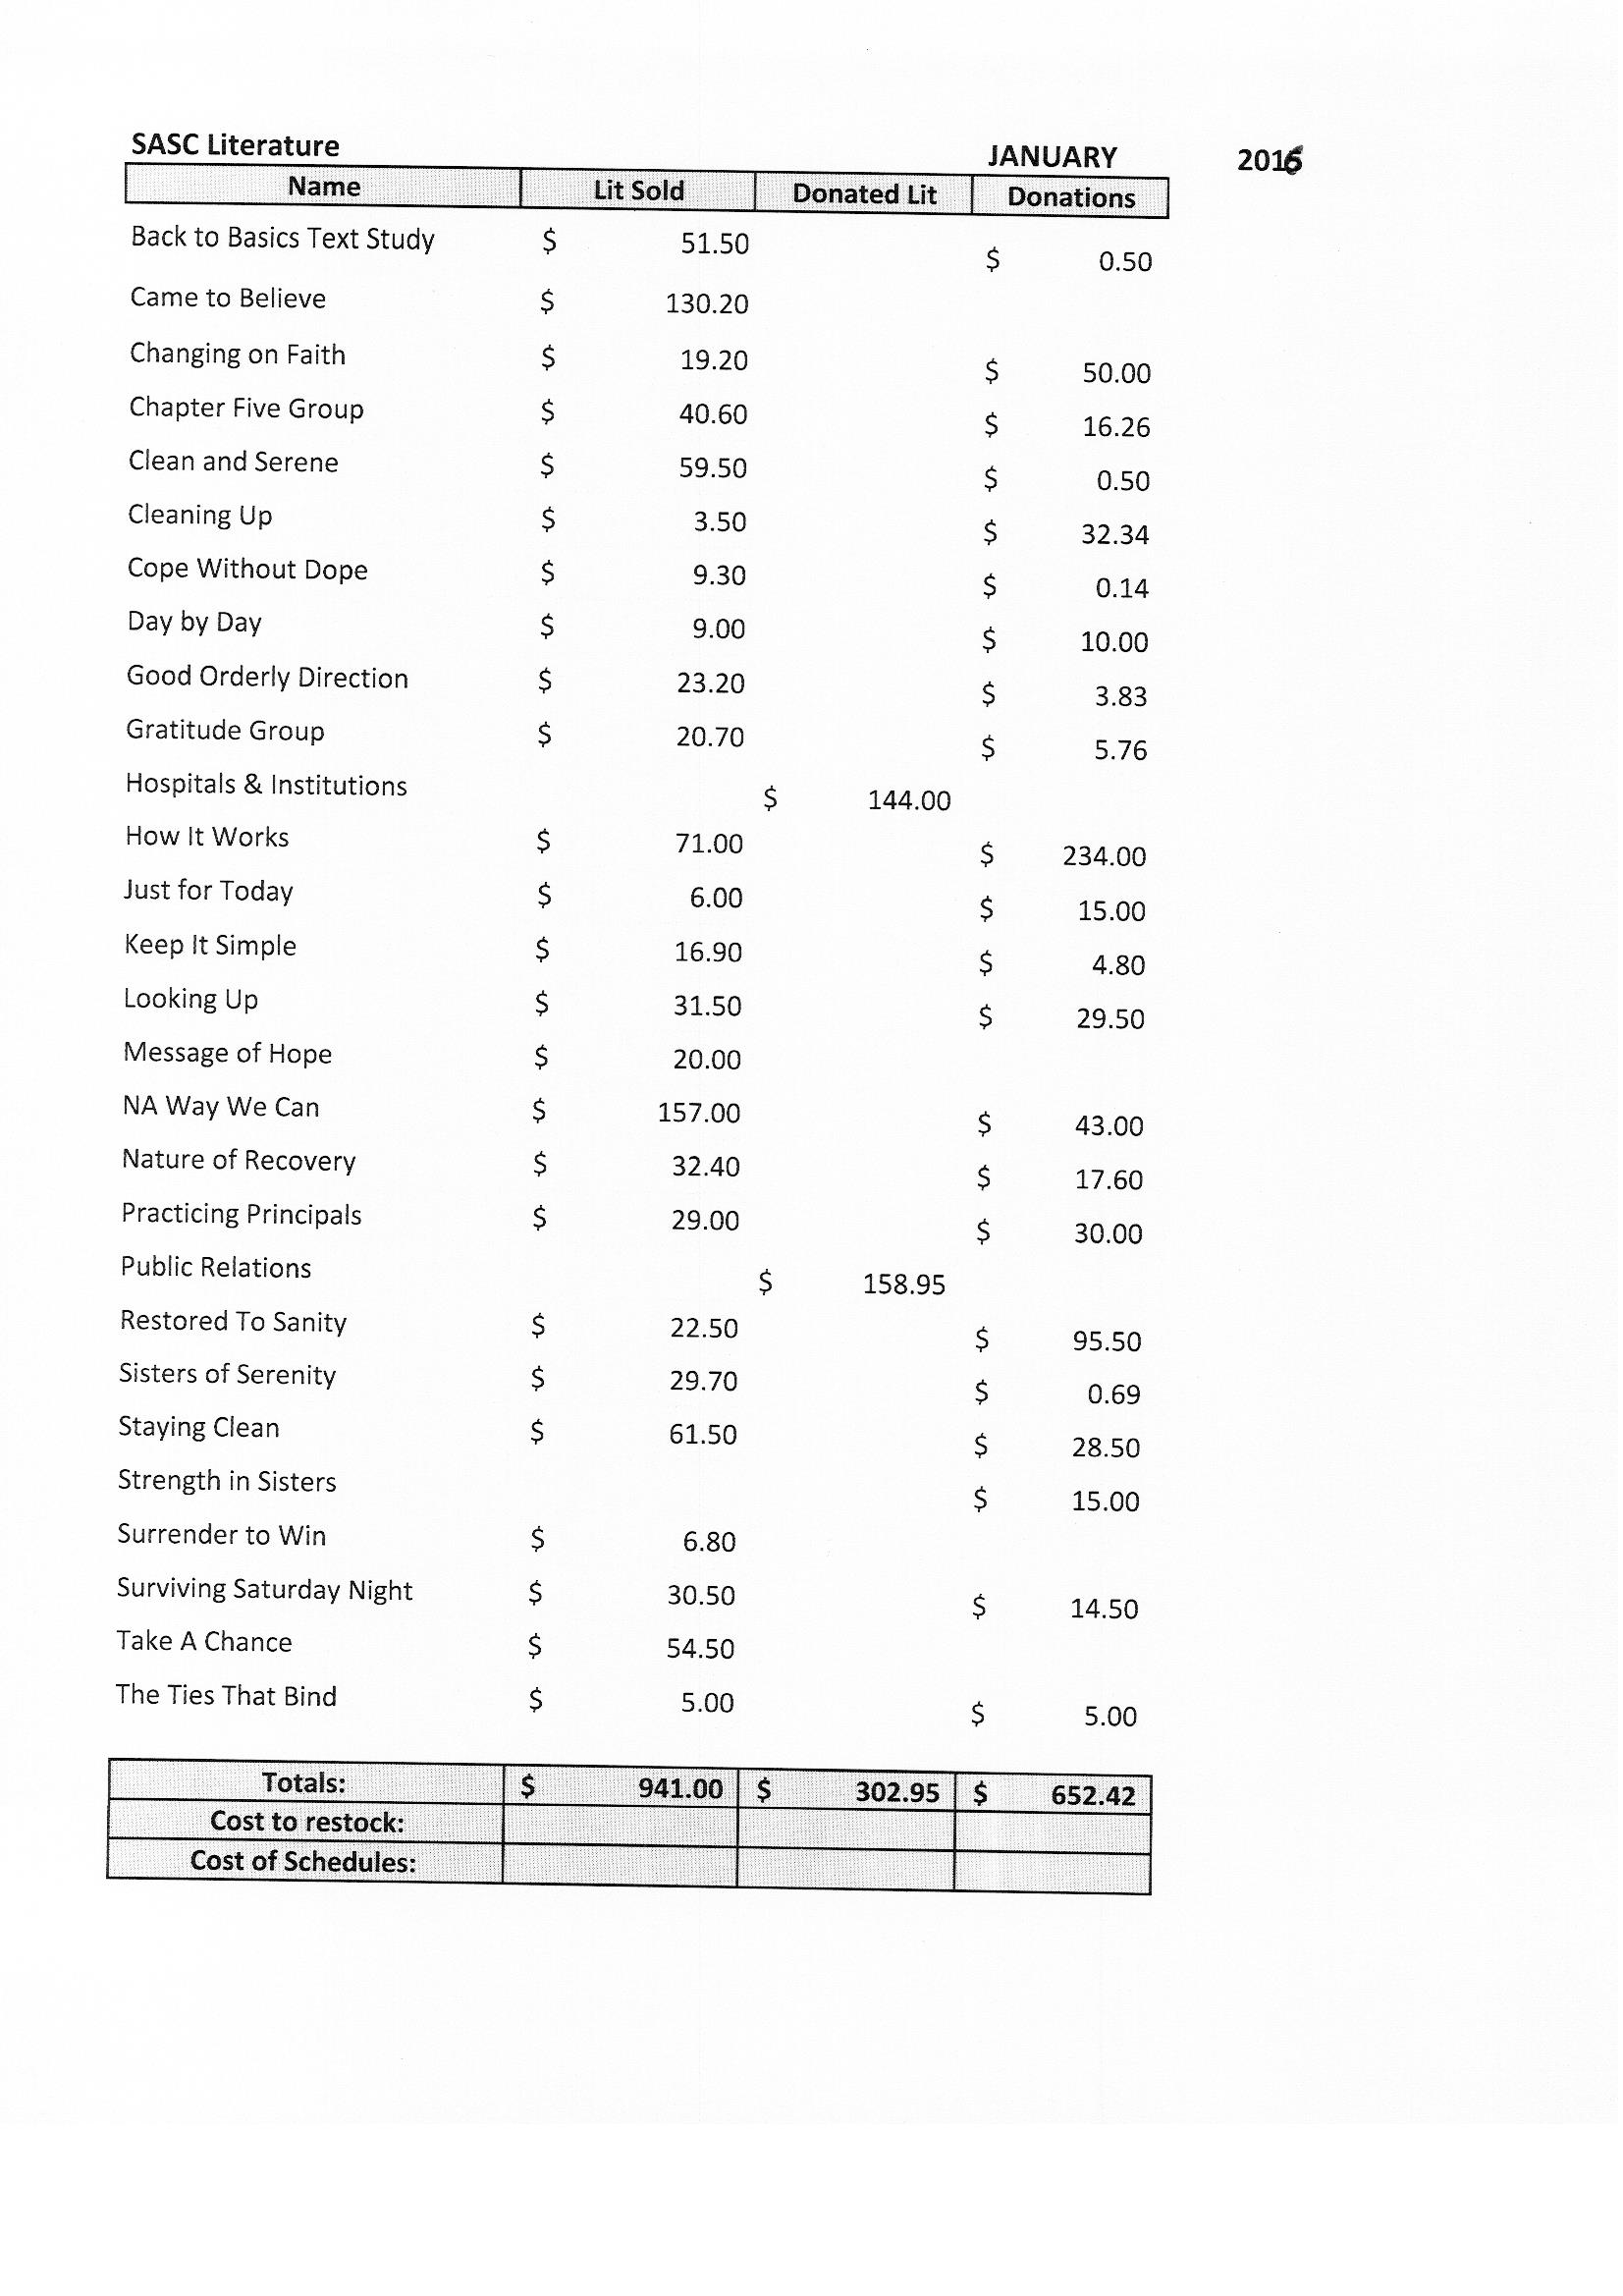 SASC Literature JANUARY 2016
Name Lit Sold Donated Lit Donations
Back to Basics Text Study $ 51.50 $ 0.50
Came to Believe $ 130.20
Changing on Faith $ 19.20 $ 50.00
Chapter Five Group $ 40.60 $ 16.26
Clean and Serene $ 59.50 $ 0.50
Cleaning Up $ 3.50 $ 32.34
Cope Without Dope $ 9.30 $ 0.14
Day by Day $ 9.00 $ 10.00
Good Orderly Direction $ 23.20 $ 3.83
Gratitude Group $ 20.70 $ 5.76
Hospitals & Institutions $ 144.00
How It Works $ 71.00 $ 234.00
Just for Today $ 6.00 $ 15.00
Keep It Simple $ 16.90 $ 4.80
Looking Up $ 31.50 $ 29.50
Message of Hope $ 20.00
NA Way We Can $ 157.00 $ 43.00
Nature of Recovery $ 32.40 $ 17.60
Practicing Principals $ 29.00 $ 30.00
Public Relations $ 158.95
Restored To Sanity $ 22.50 $ 95.50
Sisters of Serenity $ 29.70 $ 0.69
Staying Clean $ 61.50 $ 28.50
Strength in Sisters $ 15.00
Surrender to Win $ 6.80
Surviving Saturday Night $ 30.50 $ 14.50
Take A Chance $ 54.50
The Ties That Bind $ 5.00 $ 5.00
Totals: $ 941.00 $ 302.95 $ 652.42
Cost to restock:
Cost of Schedules: